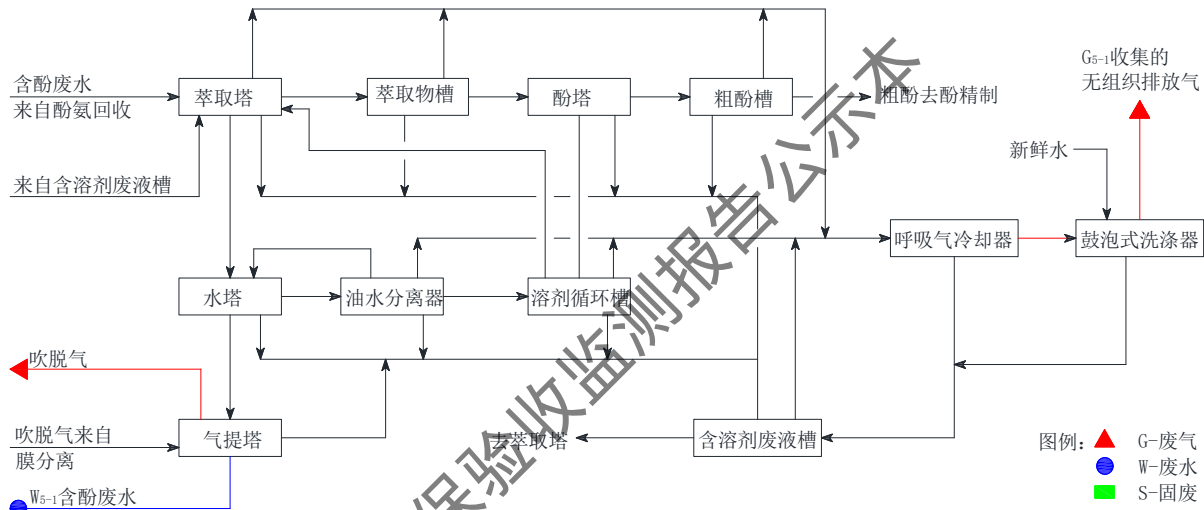 G5-1收集的
无组织排放气
含酚废水
来自酚氨回收
萃取塔
萃取物槽
酚塔
粗酚槽
粗酚去酚精制
新鲜水
来自含溶剂废液槽
呼吸气冷却器
鼓泡式洗涤器
水塔
油水分离器
溶剂循环槽
吹脱气
吹脱气来自
膜分离
气提塔
去萃取塔
含溶剂废液槽
图例:
G-废气
W-废水
S-固废
W5-1含酚废水
保验收监测报告公示本